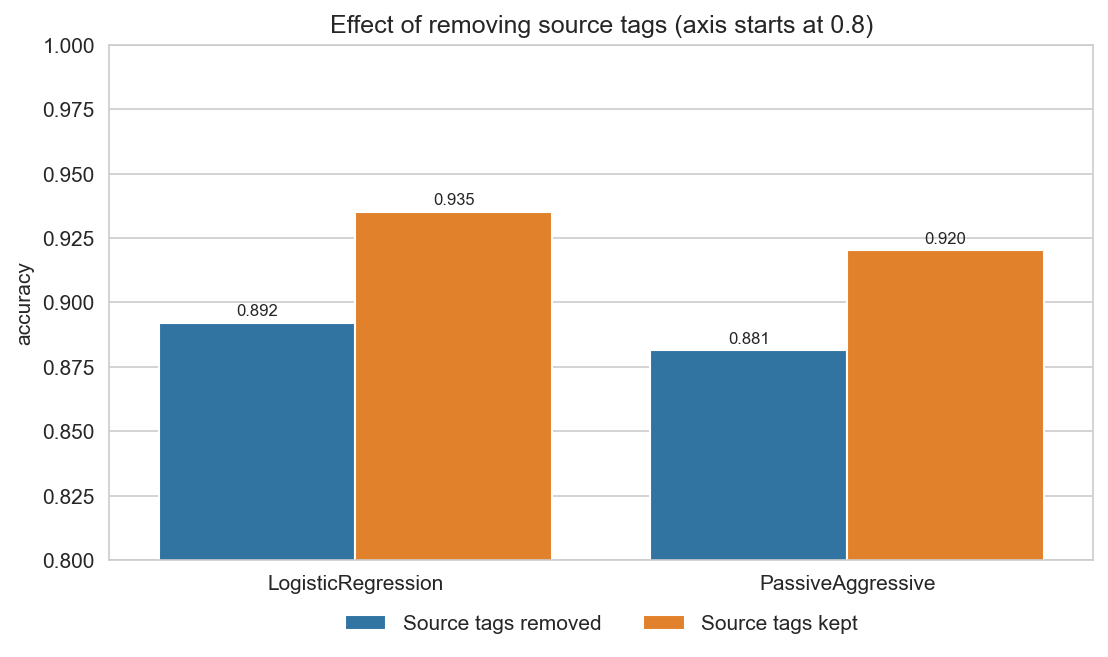 Effect of removing source tags (axis starts at 0.8)
accuracy
1.000
0.975
0.950
0.925
0.900
0.875
0.850
0.825
0.800
0.892
0.935
0.881
0.920
LogisticRegression
PassiveAggressive
Source tags removed
Source tags kept